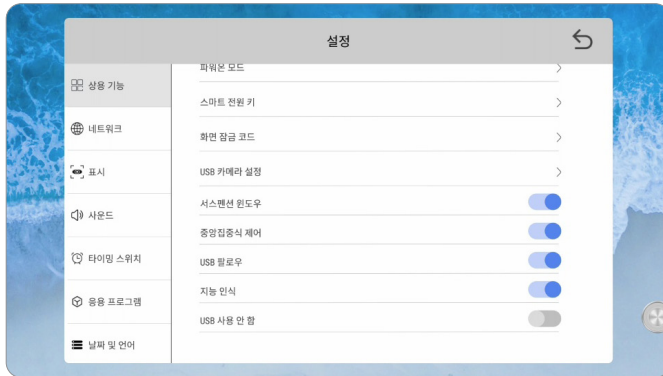 설정
상용 기능
네트워크
표시
사운드
타이밍 스위치
응용 프로그램
날짜 및 언어
파워온 모드
스마트 전원 키
화면 잠금 코드
USB 카메라 설정
서스펜션 윈도우
중앙집중식 제어
USB 팔로우
지능 인식
USB 사용 안 함